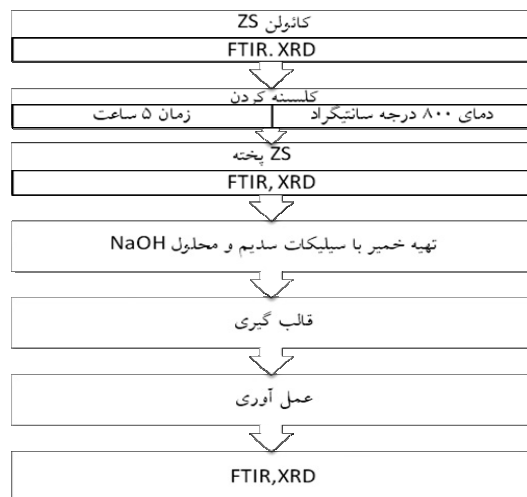 کائولن ZS
FTIR. XRD
کلسینه کردن
دمای ۸۰۰ درجه سانتیگراد
زمان ۵ ساعت
ZS پخته
FTIR, XRD
تهیه خمیر با سیلیکات سدیم و محلول NaOH
قالب گیری
عمل آوری
FTIR,XRD